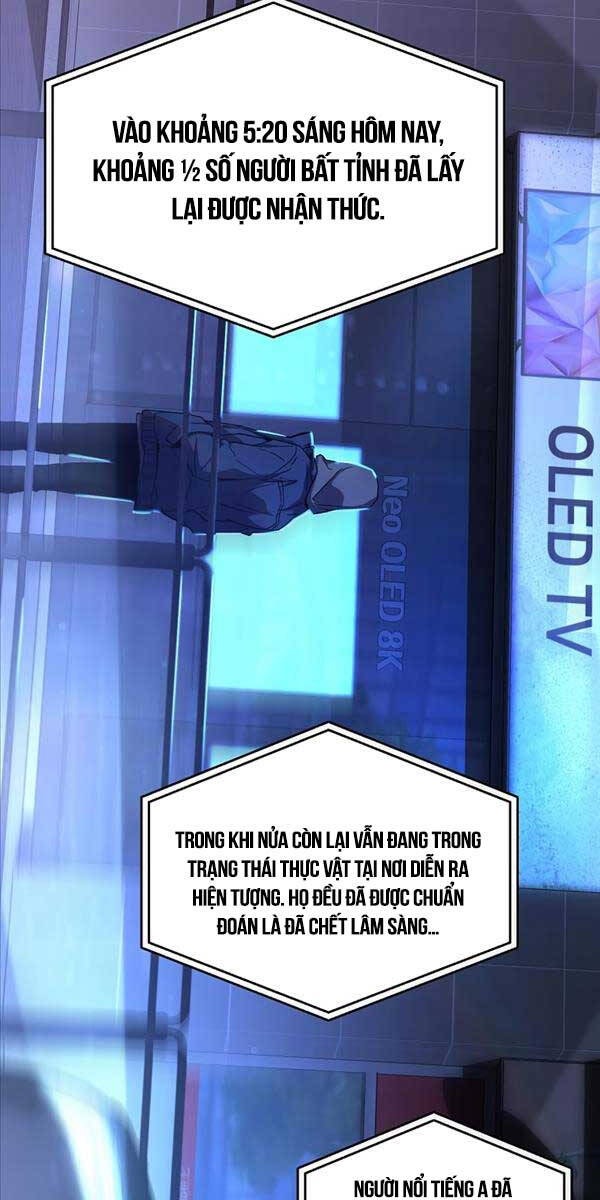 VÀO KHOẢNG 5:20 SÁNG HÔM NAY,
KHOẢNG ½ SỐ NGƯỜI BẤT TỈNH ĐÃ LẤY
LẠI ĐƯỢC NHẬN THỨC.
OLED TV
Neo OLED 8K
TRONG KHI NỬA CÒN LẠI VẪN ĐANG TRONG
TRẠNG THÁI THỰC VẬT TẠI NƠI DIỄN RA
HIỆN TƯỢNG. HỌ ĐỀU ĐÃ ĐƯỢC CHUẨN
ĐOÁN LÀ ĐÃ CHẾT LÂM SÀNG...
NGƯỜI NỔI TIẾNG A ĐÃ